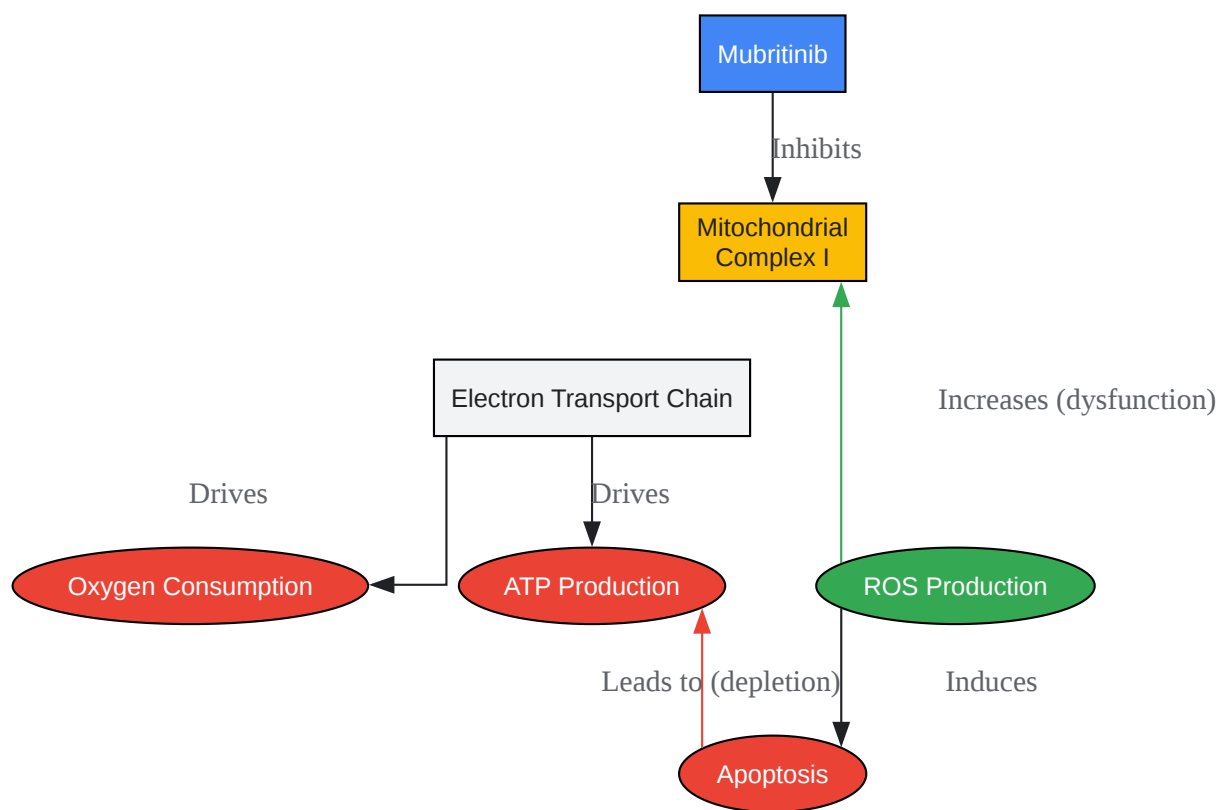 Mubritinib
Inhibits
Mitochondrial
Complex I
Electron Transport Chain
Increases (dysfunction)
Drives
Drives
Oxygen Consumption
ATP Production
ROS Production
Leads to (depletion)
Induces
Apoptosis